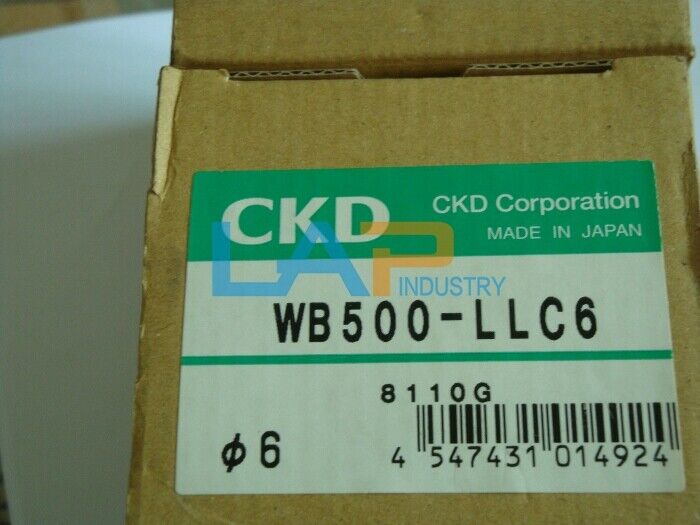 CKD
CKD Corporation
MADE IN JAPAN
LAP INDUSTRY
WB500-LLC6
8110G
φ6
4 547431 014924